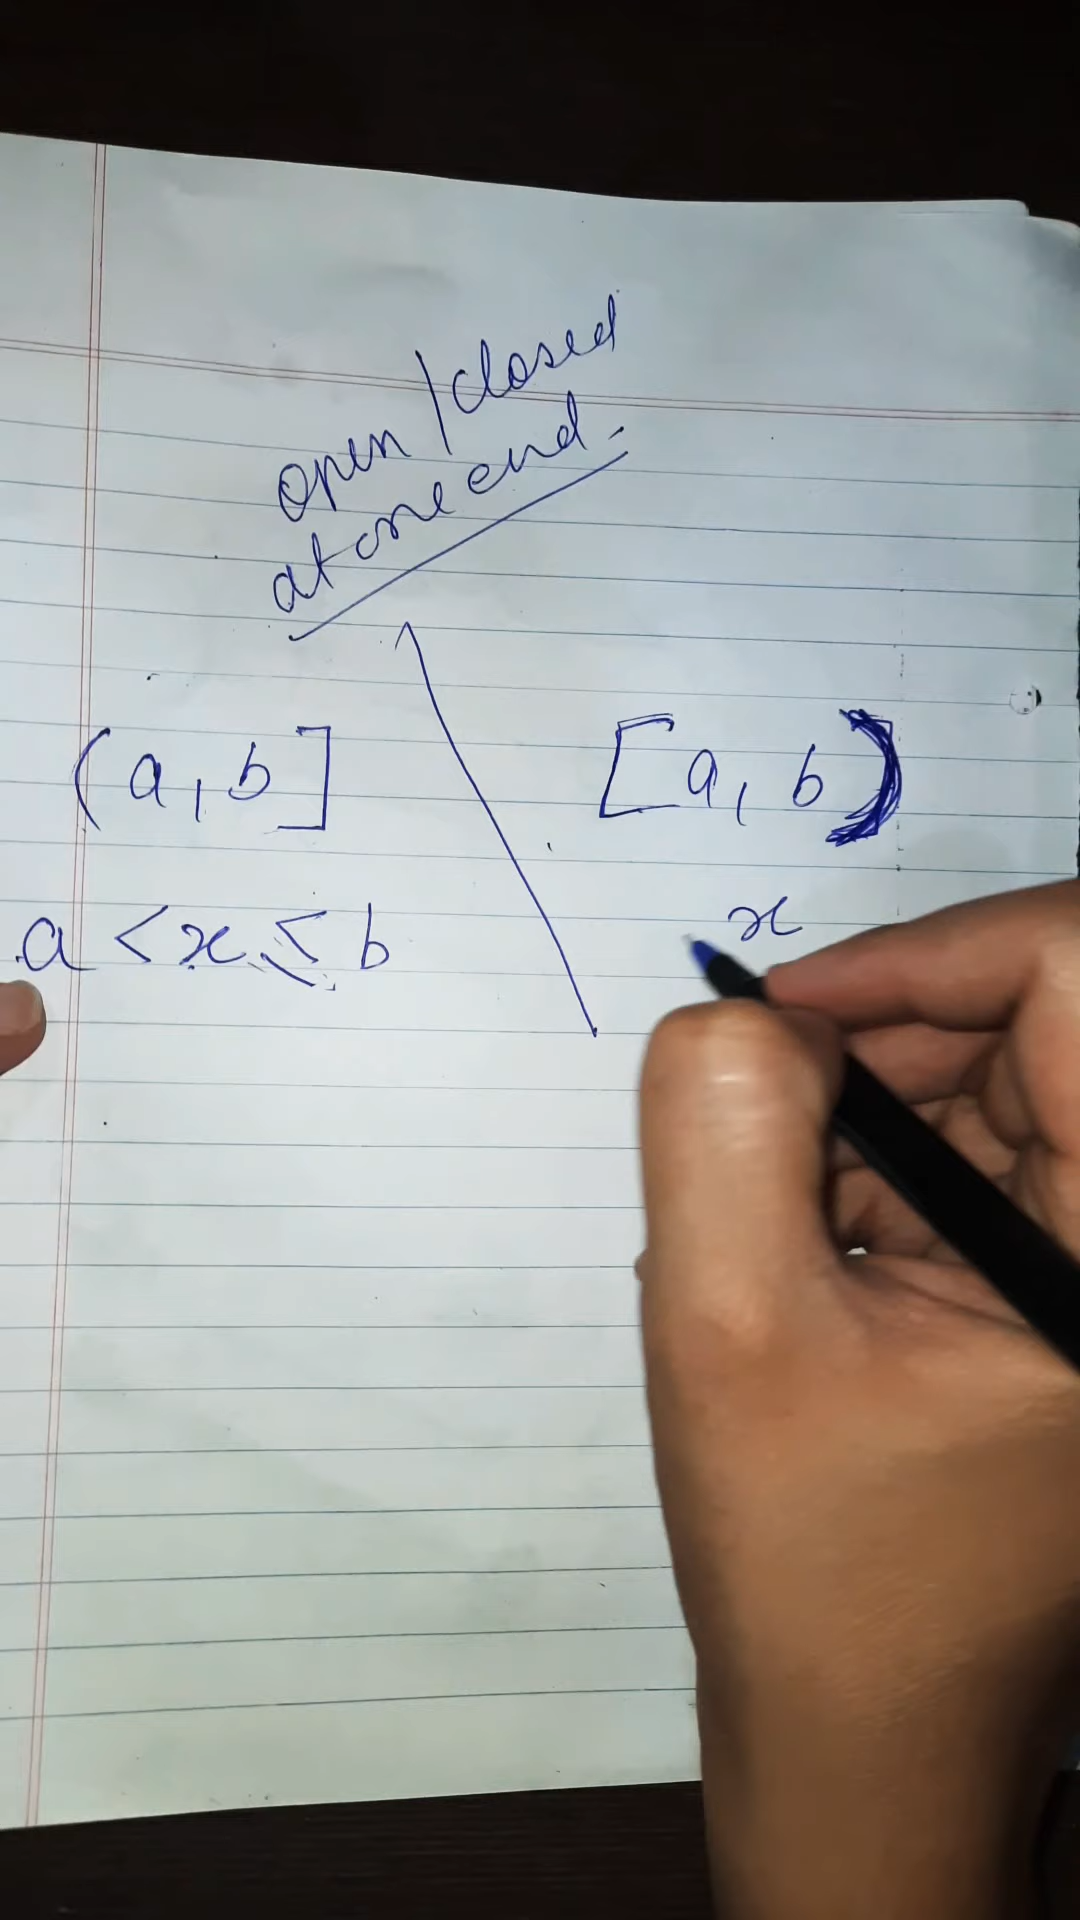 open/closed
at one end.
(a, b]
[a, b)
a < x ≤ b
x